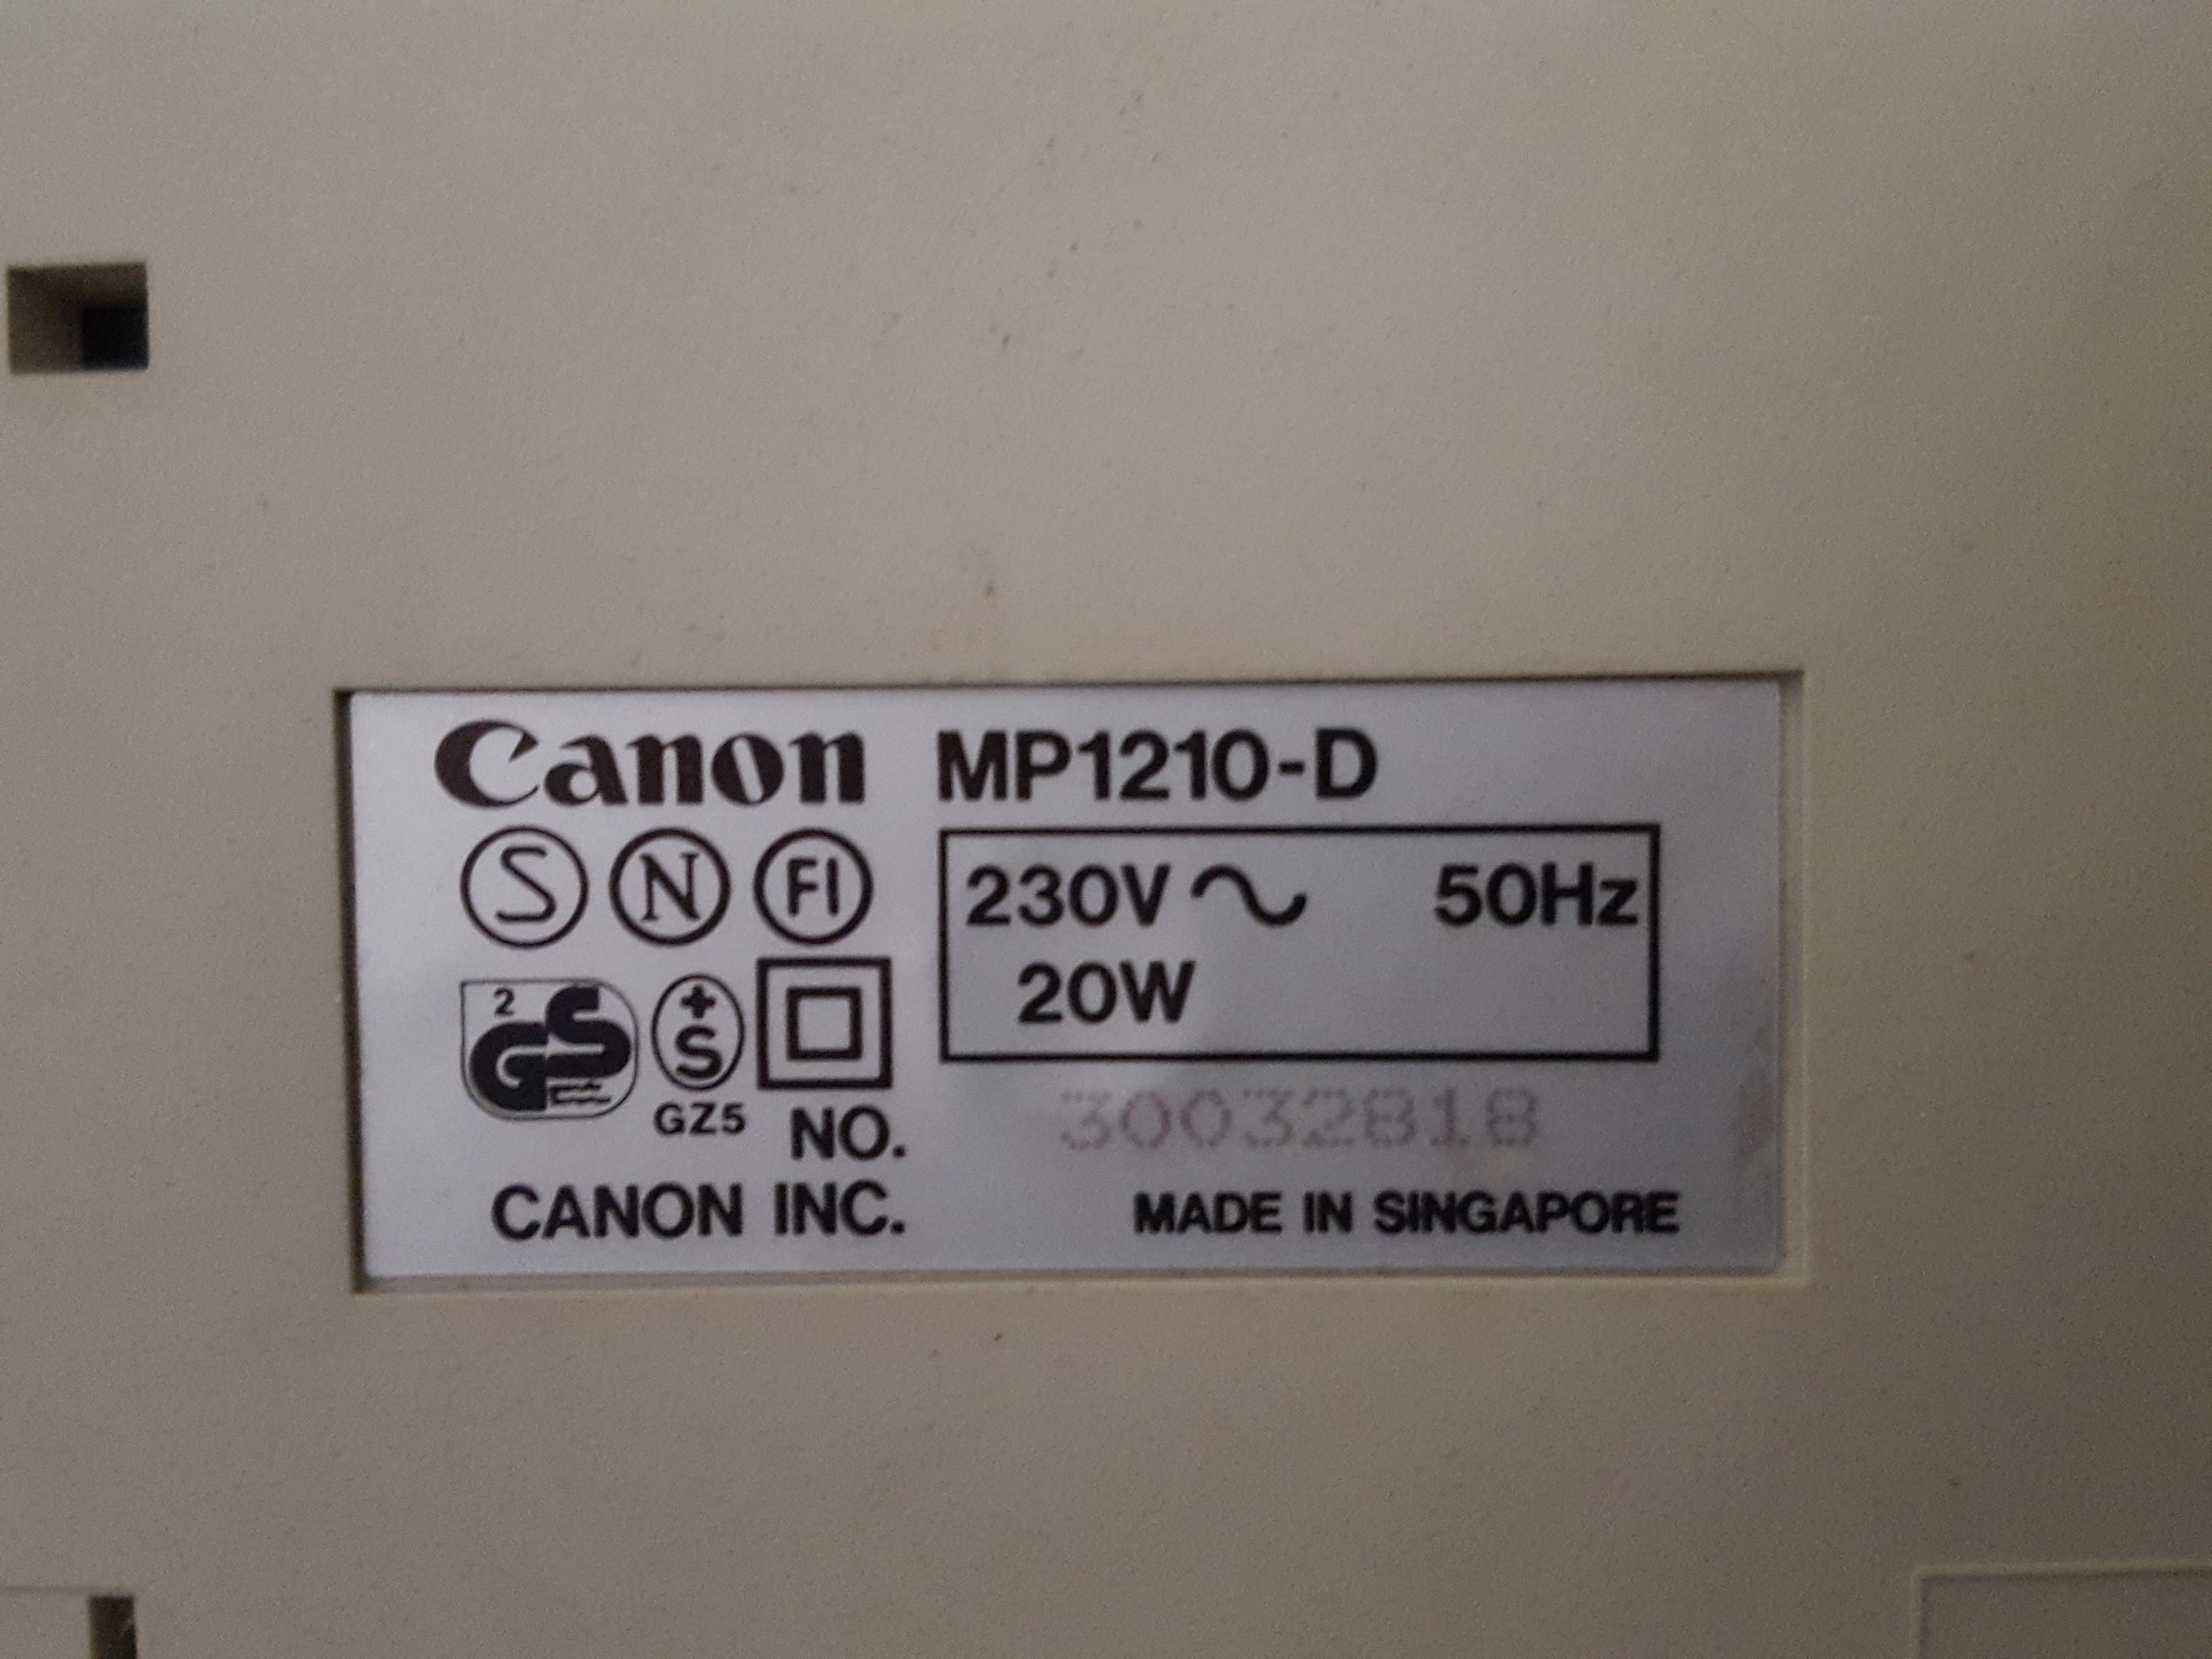 Canon MP1210-D
S N FI
230V ~ 50Hz
20W
2 GS +S
GZ5
NO. 30032818
CANON INC. MADE IN SINGAPORE